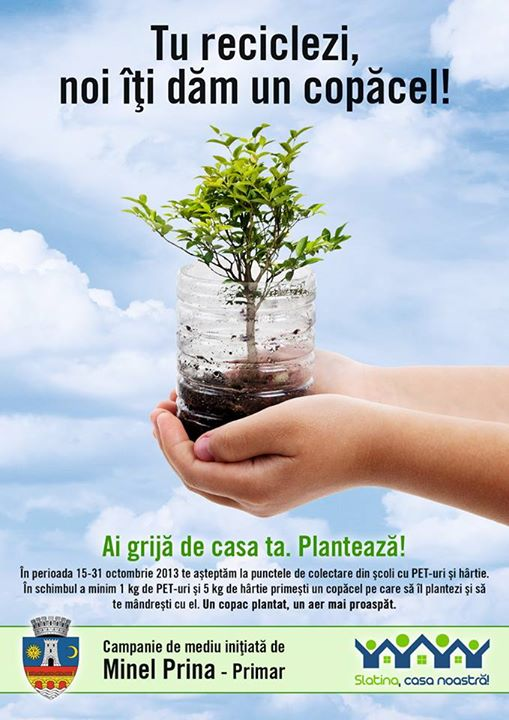 Tu reciclezi,
noi îţi dăm un copăcel!
Ai grijă de casa ta. Plantează!
În perioada 15-31 octombrie 2013 te aşteptăm la punctele de colectare din şcoli cu PET-uri şi hârtie.
În schimbul a minim 1 kg de PET-uri şi 5 kg de hârtie primeşti un copăcel pe care să îl plantezi şi să
te mândreşti cu el. Un copac plantat, un aer mai proaspăt.
Campanie de mediu iniţiată de
Minel Prina - Primar
Slatina, casa noastră!